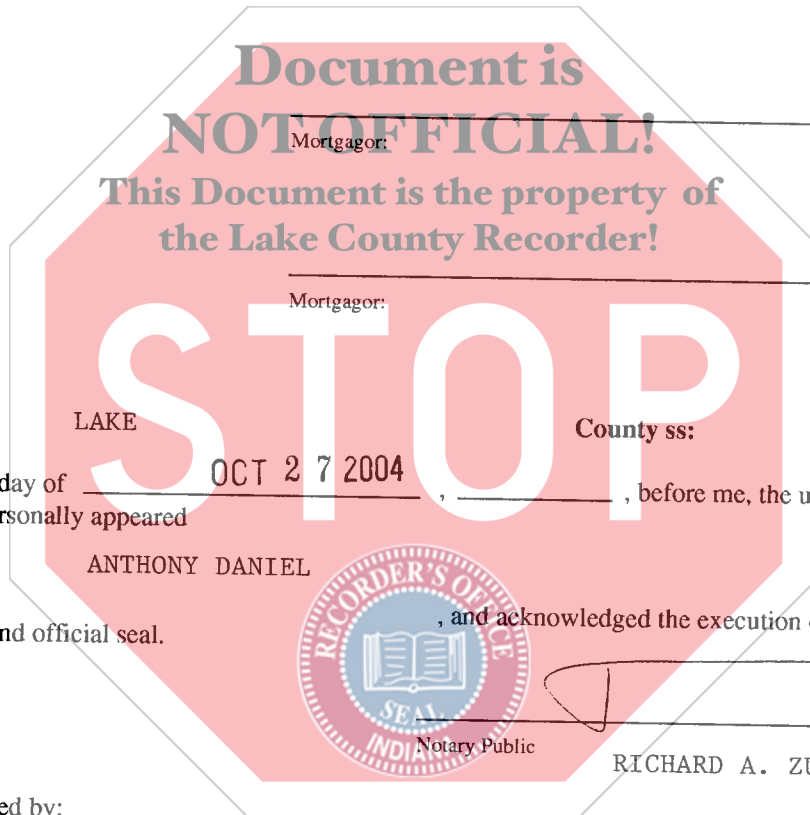 Document is
NOT OFFICIAL!
Mortgagor:
This Document is the property of
the Lake County Recorder!
Mortgagor:
STOP
LAKE County ss:
day of OCT 27 2004 , , before me, the u
rsonally appeared
ANTHONY DANIEL
, and acknowledged the execution
nd official seal.
RECORDER'S OFFICE
SEAL
INDIANA
Notary Public
RICHARD A. ZU
ed by: